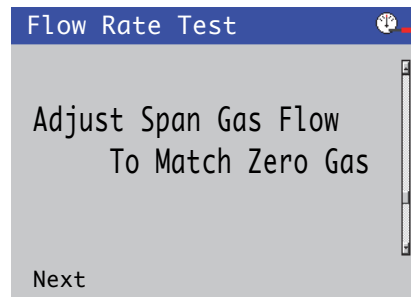 Flow Rate Test
Adjust Span Gas Flow
To Match Zero Gas
Next